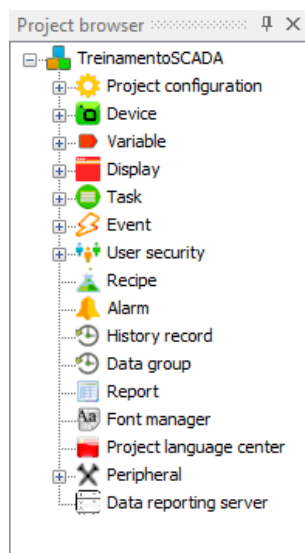 Project browser
TreinamentoSCADA
Project configuration
Device
Variable
Display
Task
Event
User security
Recipe
Alarm
History record
Data group
Report
Aa Font manager
Project language center
Peripheral
Data reporting server